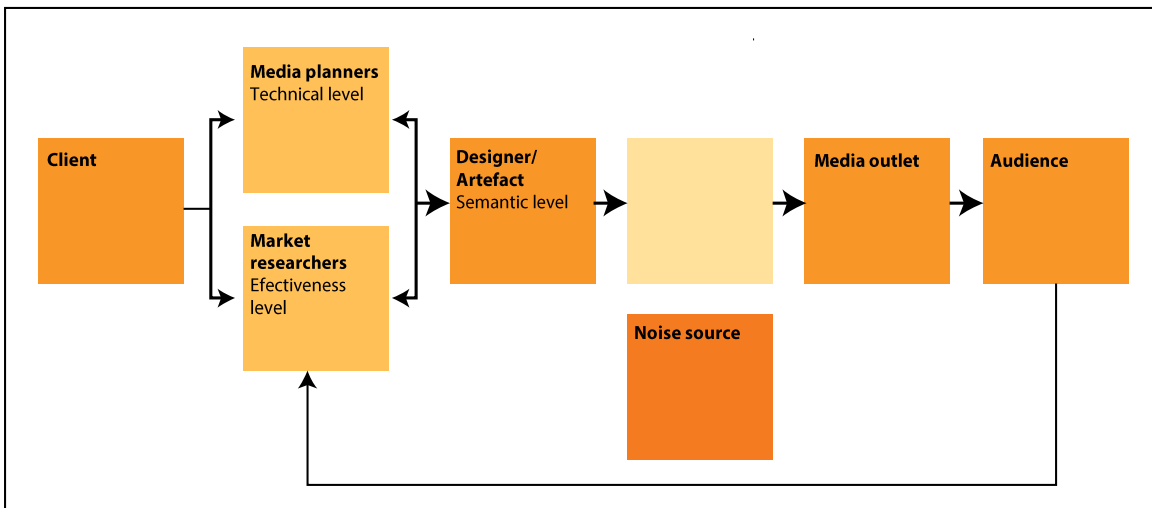 Client
Media planners
Technical level
Market
researchers
Efectiveness
level
Designer/
Artefact
Semantic level
Noise source
Media outlet
Audience